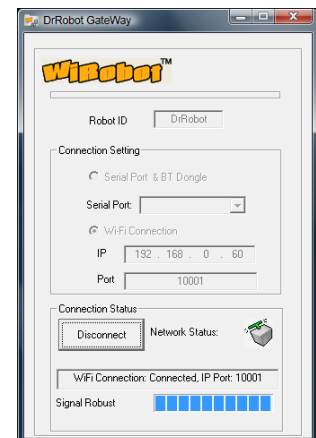 DrRobot GateWay
WiRobot™
Robot ID DrRobot
Connection Setting
Serial Port & BT Dongle
Serial Port:
Wi-Fi Connection
IP 192 . 168 . 0 . 60
Port 10001
Connection Status
Disconnect Network Status:
WiFi Connection: Connected, IP Port: 10001
Signal Robust